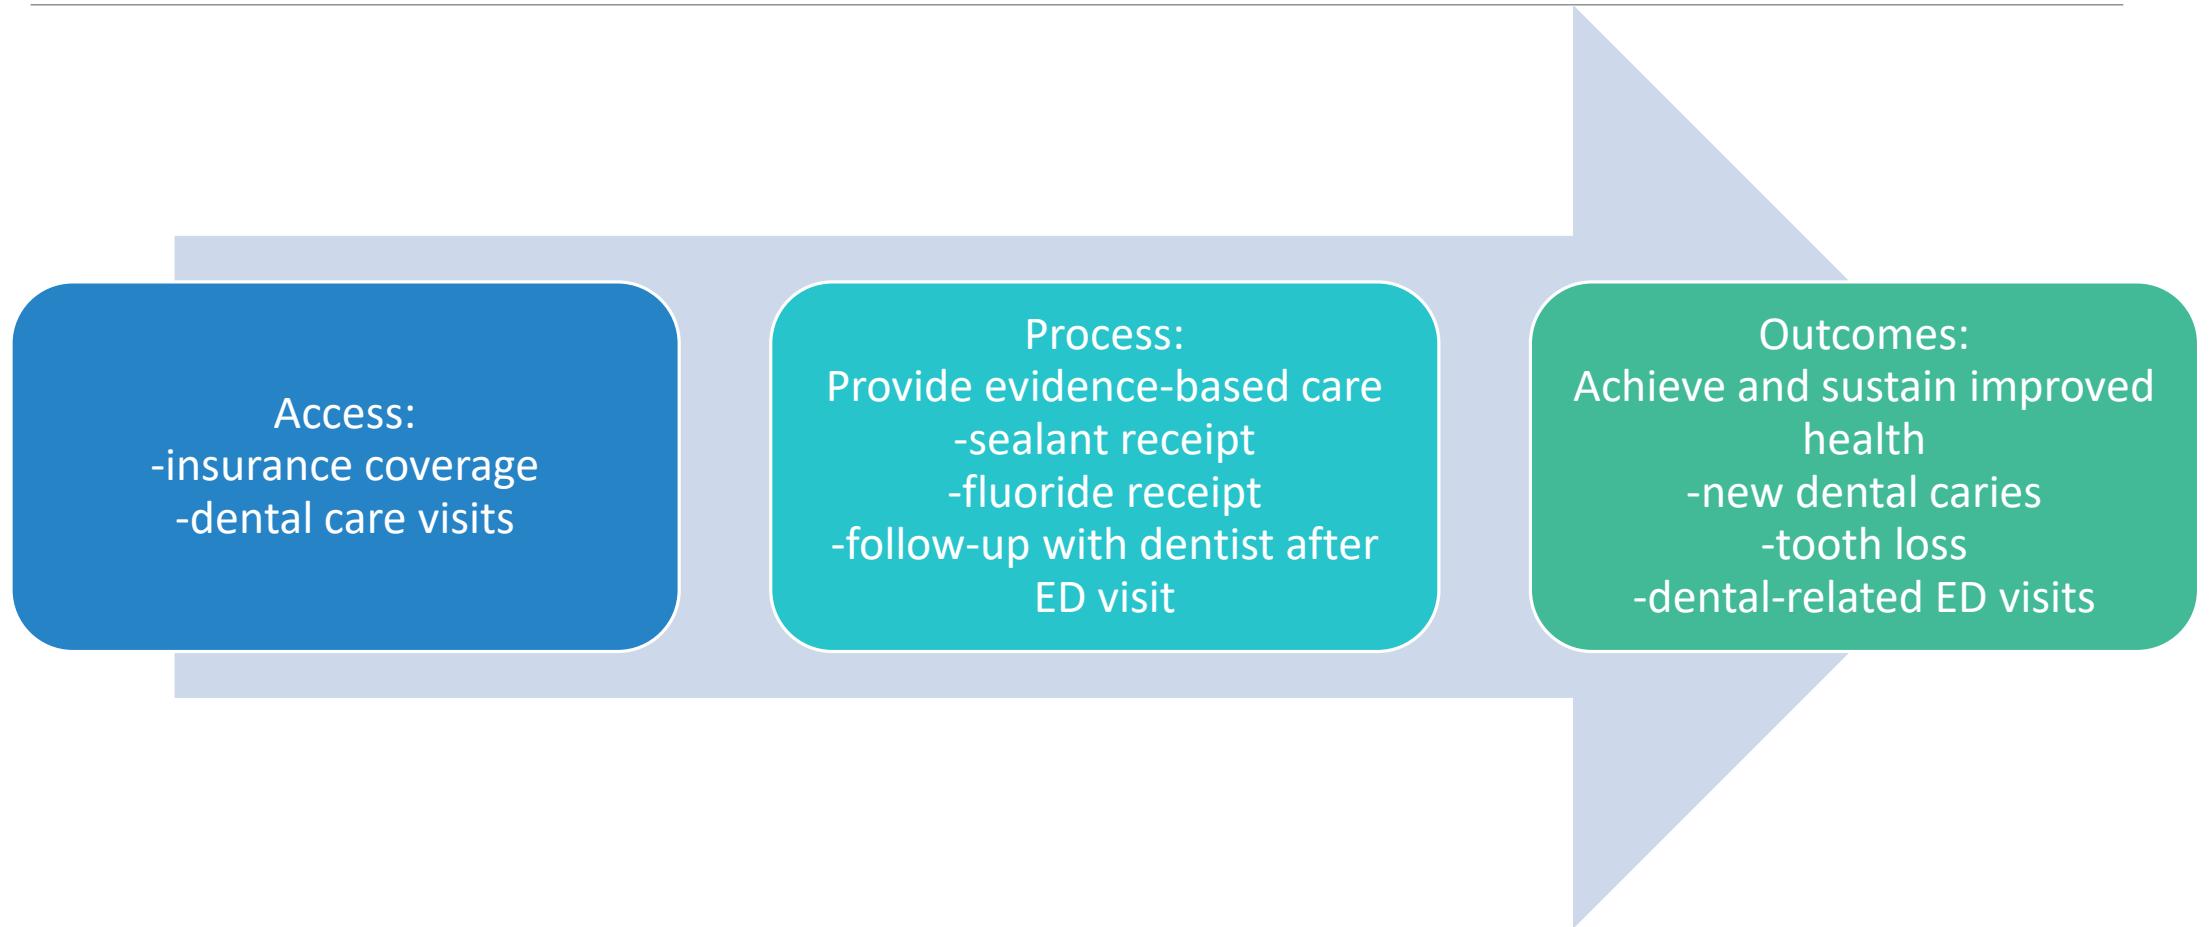 Access:
-insurance coverage
-dental care visits
Process:
Provide evidence-based care
-sealant receipt
-fluoride receipt
-follow-up with dentist after
ED visit
Outcomes:
Achieve and sustain improved
health
-new dental caries
-tooth loss
-dental-related ED visits